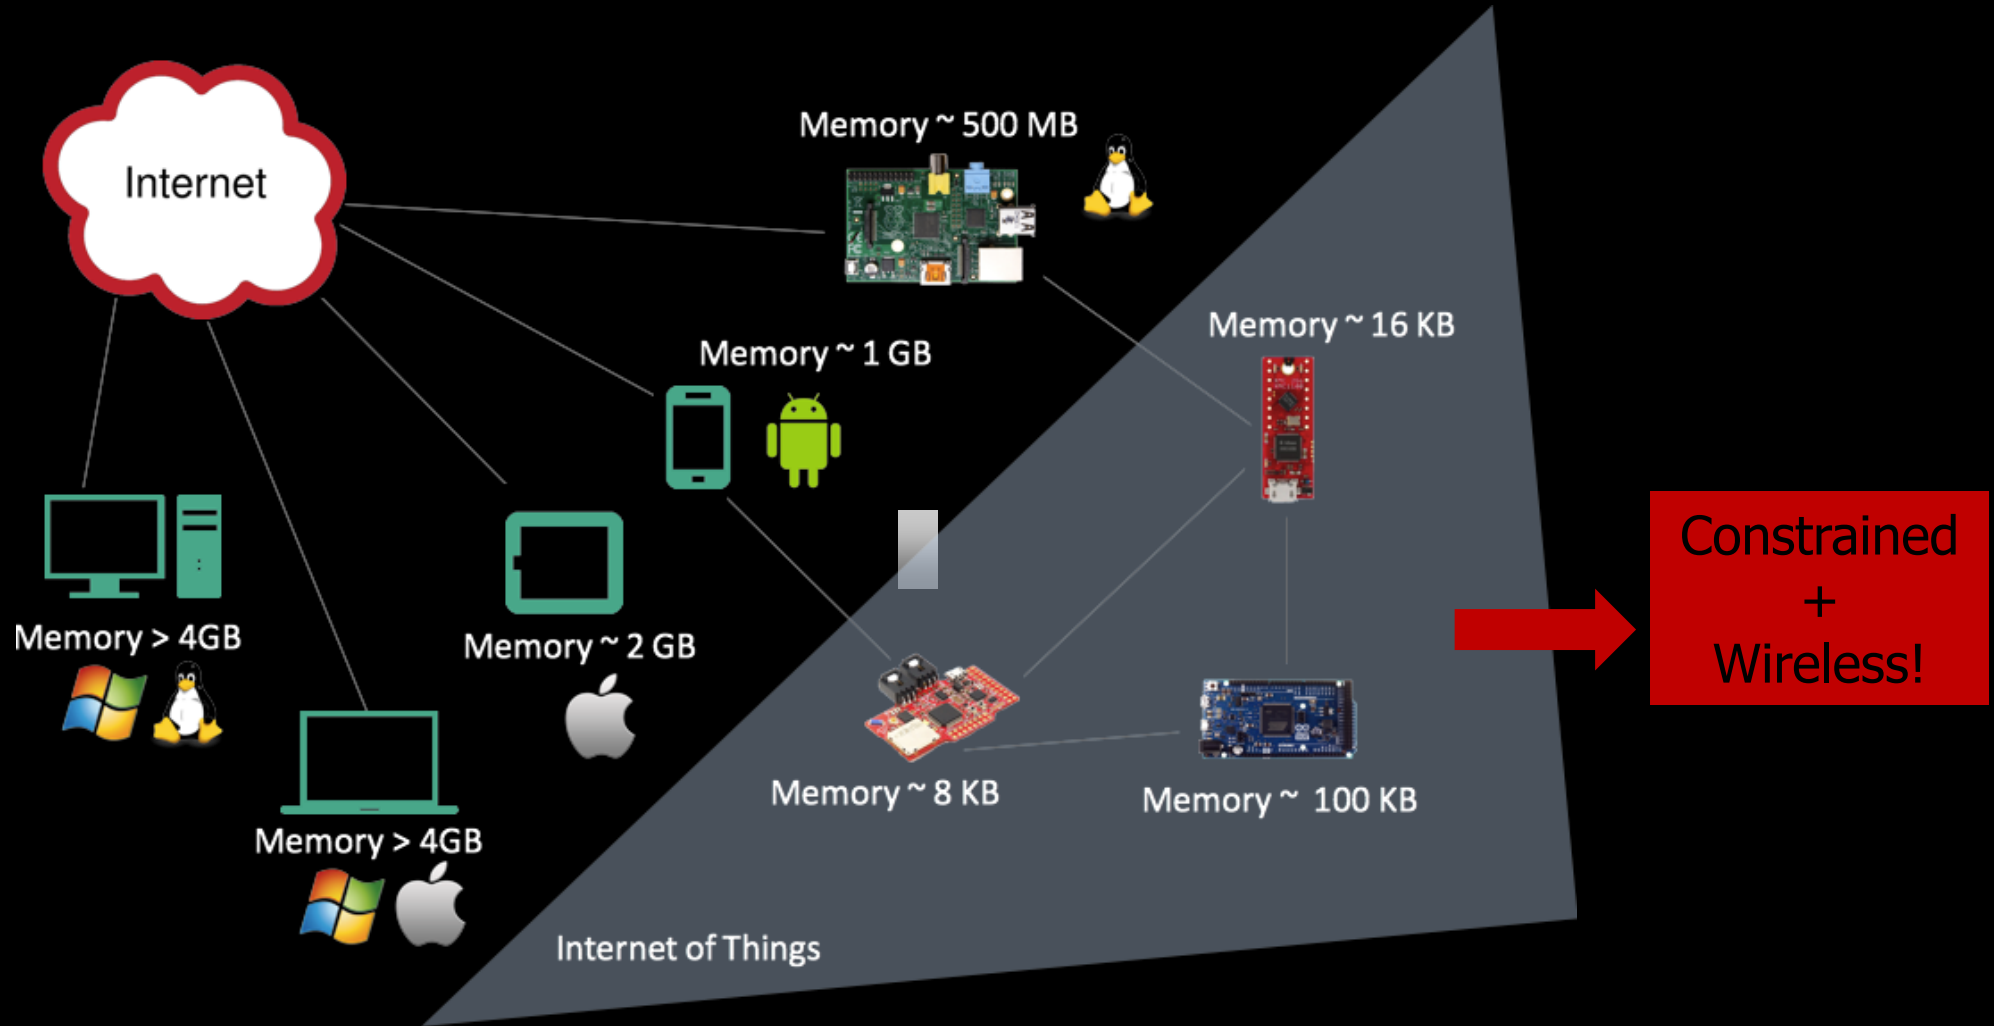 Internet
Memory ~ 500 MB
Memory ~ 16 KB
Memory ~ 1 GB
Constrained
+
Wireless!
Memory > 4GB
Memory ~ 2 GB
Memory ~ 8 KB
Memory ~ 100 KB
Memory > 4GB
Internet of Things